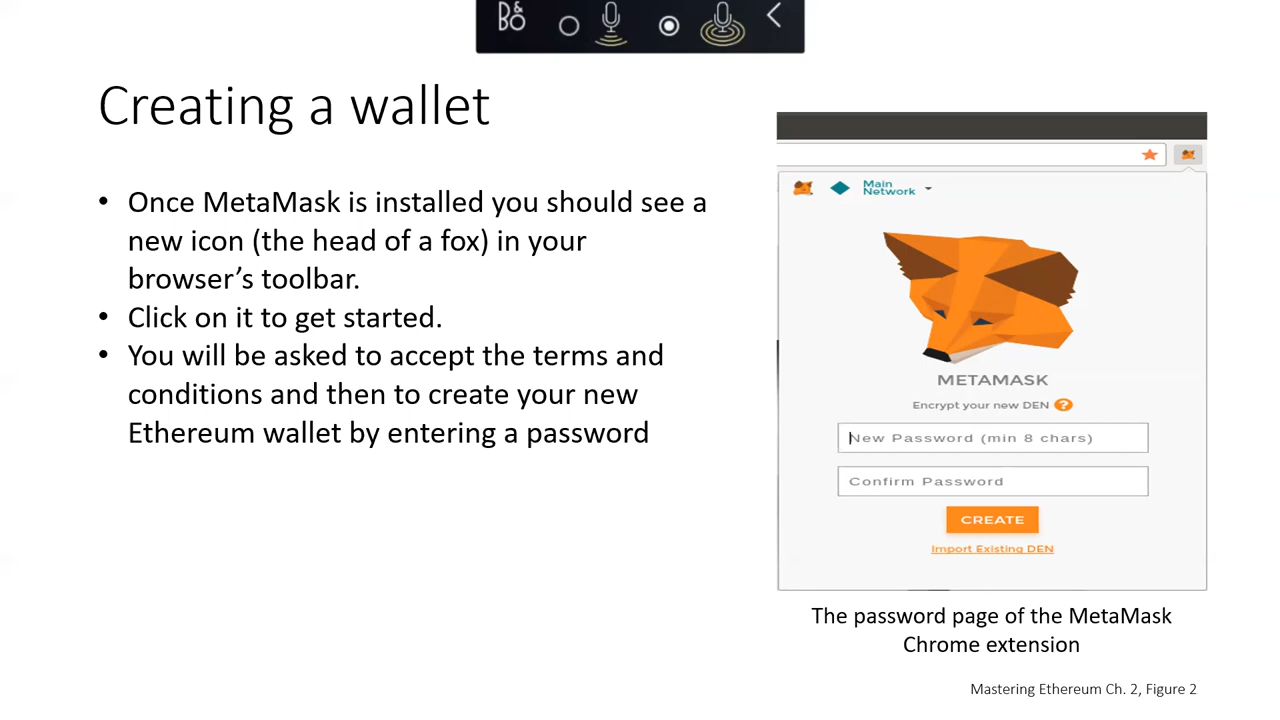 B&O
Creating a wallet
• Once MetaMask is installed you should see a
new icon (the head of a fox) in your
browser’s toolbar.
• Click on it to get started.
• You will be asked to accept the terms and
conditions and then to create your new
Ethereum wallet by entering a password
Main
Network
METAMASK
Encrypt your new DEN ?
New Password (min 8 chars)
Confirm Password
CREATE
Import Existing DEN
The password page of the MetaMask
Chrome extension
Mastering Ethereum Ch. 2, Figure 2